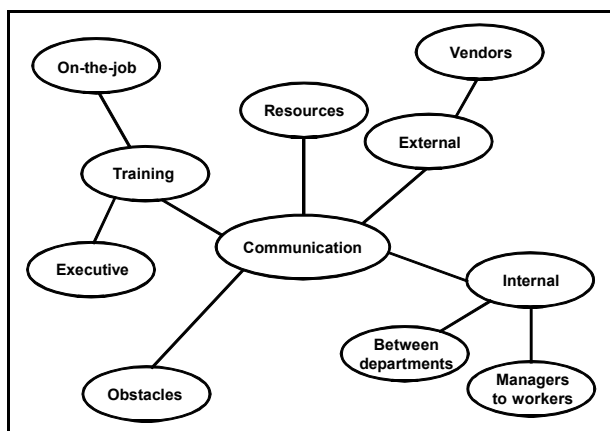 Vendors
On-the-job
Resources
External
Training
Communication
Executive
Internal
Between
departments
Managers
to workers
Obstacles